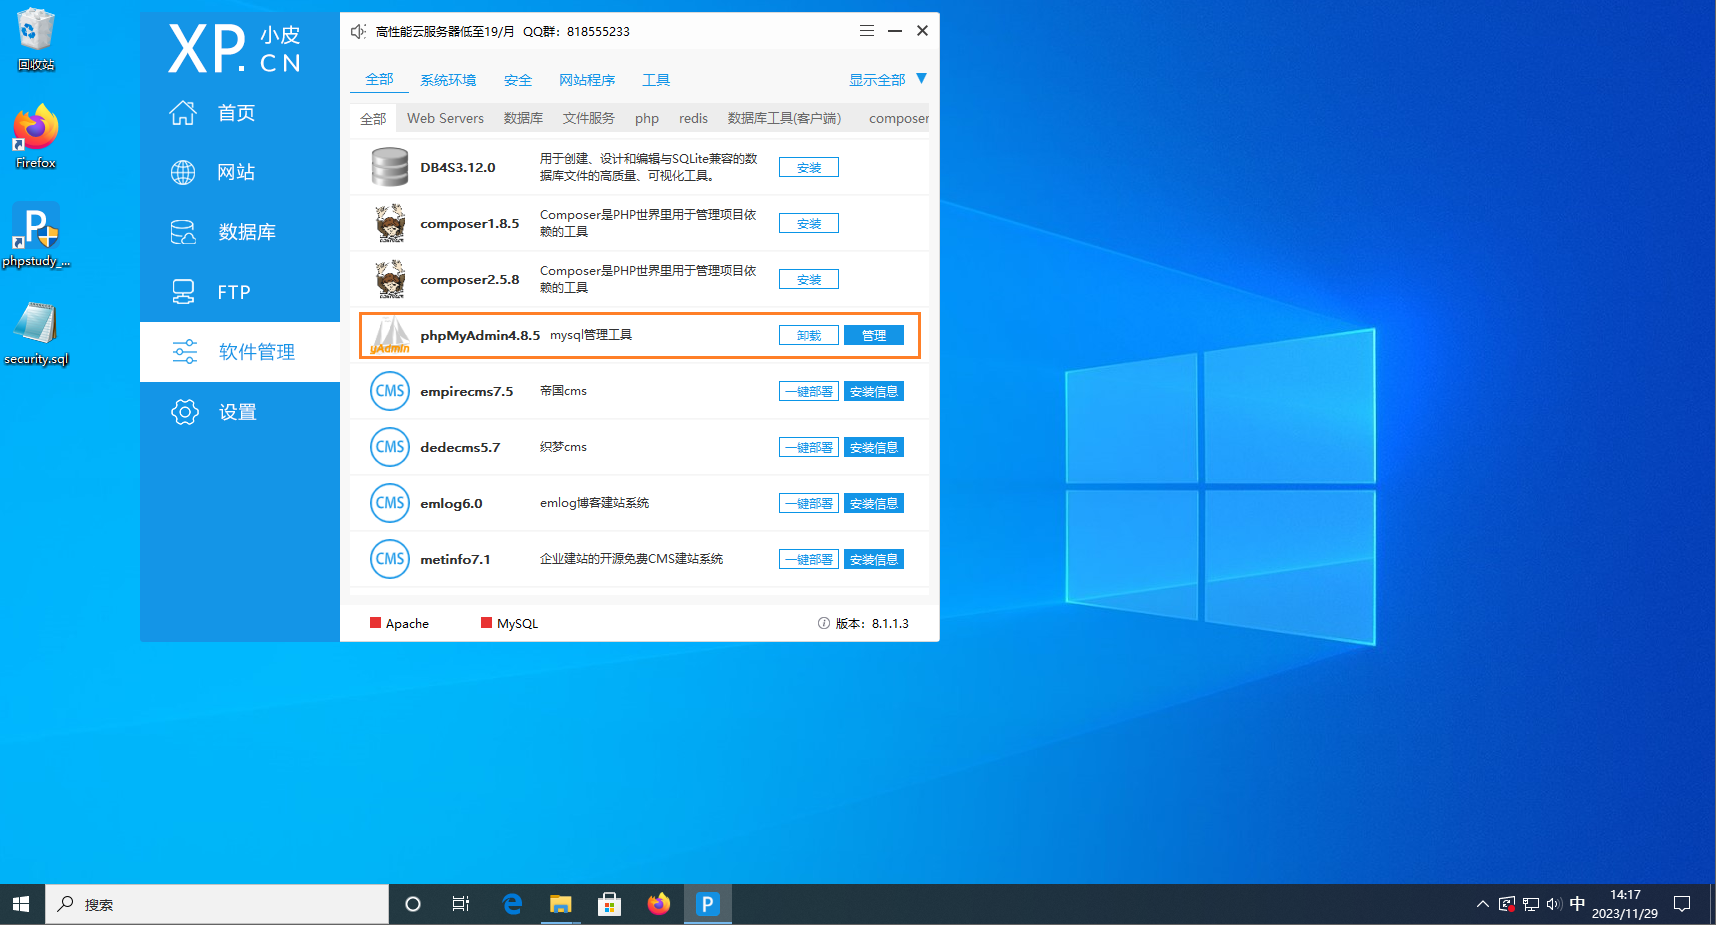 回收站
Firefox
phpstudy_...
security.sql
XP.
小皮
CN
首页
网站
数据库
FTP
软件管理
设置
高性能云服务器低至19/月 QQ群：818555233
全部 系统环境 安全 网站程序 工具 显示全部
全部 Web Servers 数据库 文件服务 php redis 数据库工具(客户端) composer
DB4S3.12.0
用于创建、设计和编辑与SQLite兼容的数
据库文件的高质量、可视化工具。
安装
composer1.8.5
Composer是PHP世界里用于管理项目依
赖的工具
安装
composer2.5.8
Composer是PHP世界里用于管理项目依
赖的工具
安装
yAdmin
phpMyAdmin4.8.5 mysql管理工具 卸载 管理
CMS empirecms7.5 帝国cms 一键部署 安装信息
CMS dedecms5.7 织梦cms 一键部署 安装信息
CMS emlog6.0 emlog博客建站系统 一键部署 安装信息
CMS metinfo7.1 企业建站的开源免费CMS建站系统 一键部署 安装信息
Apache MySQL 版本：8.1.1.3
搜索
中
14:17
2023/11/29